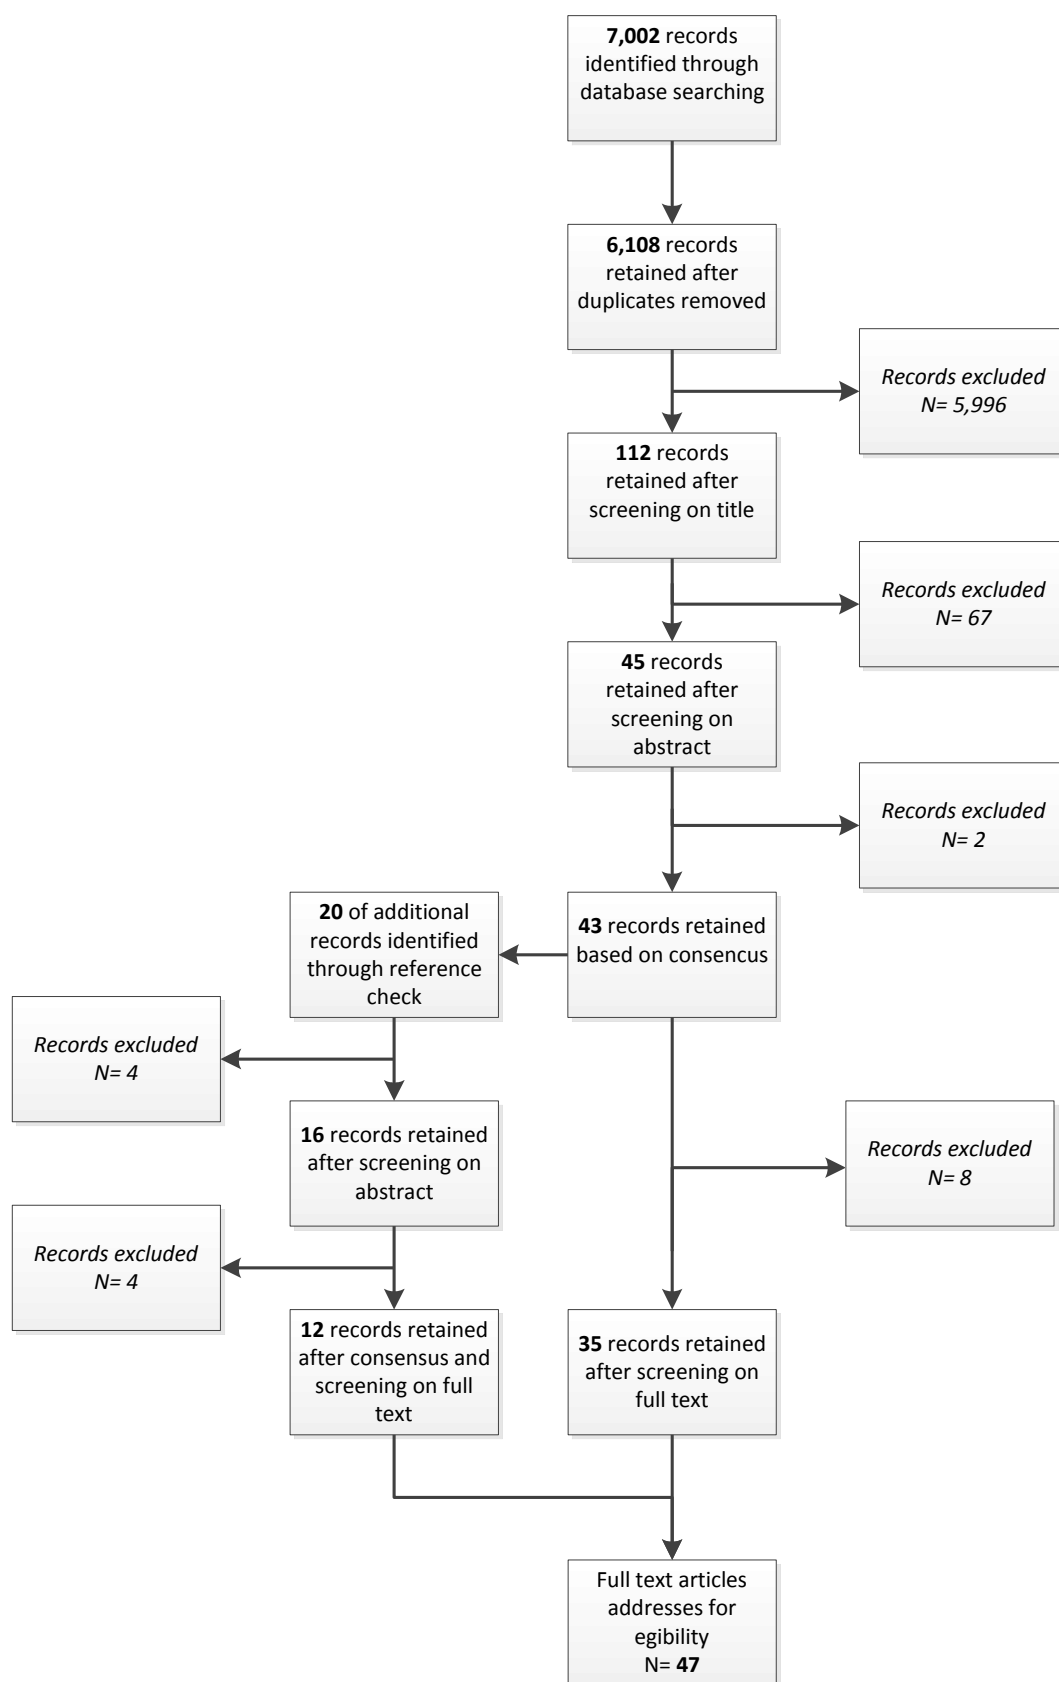 7,002 records
identified through
database searching
6,108 records
retained after
duplicates removed
Records excluded
N= 5,996
112 records
retained after
screening on title
Records excluded
N= 67
45 records
retained after
screening on
abstract
Records excluded
N= 2
43 records retained
based on consencus
20 of additional
records identified
through reference
check
Records excluded
N= 4
16 records retained
after screening on
abstract
Records excluded
N= 8
Records excluded
N= 4
12 records retained
after consensus and
screening on full
text
35 records retained
after screening on
full text
Full text articles
addresses for
egibility
N= 47